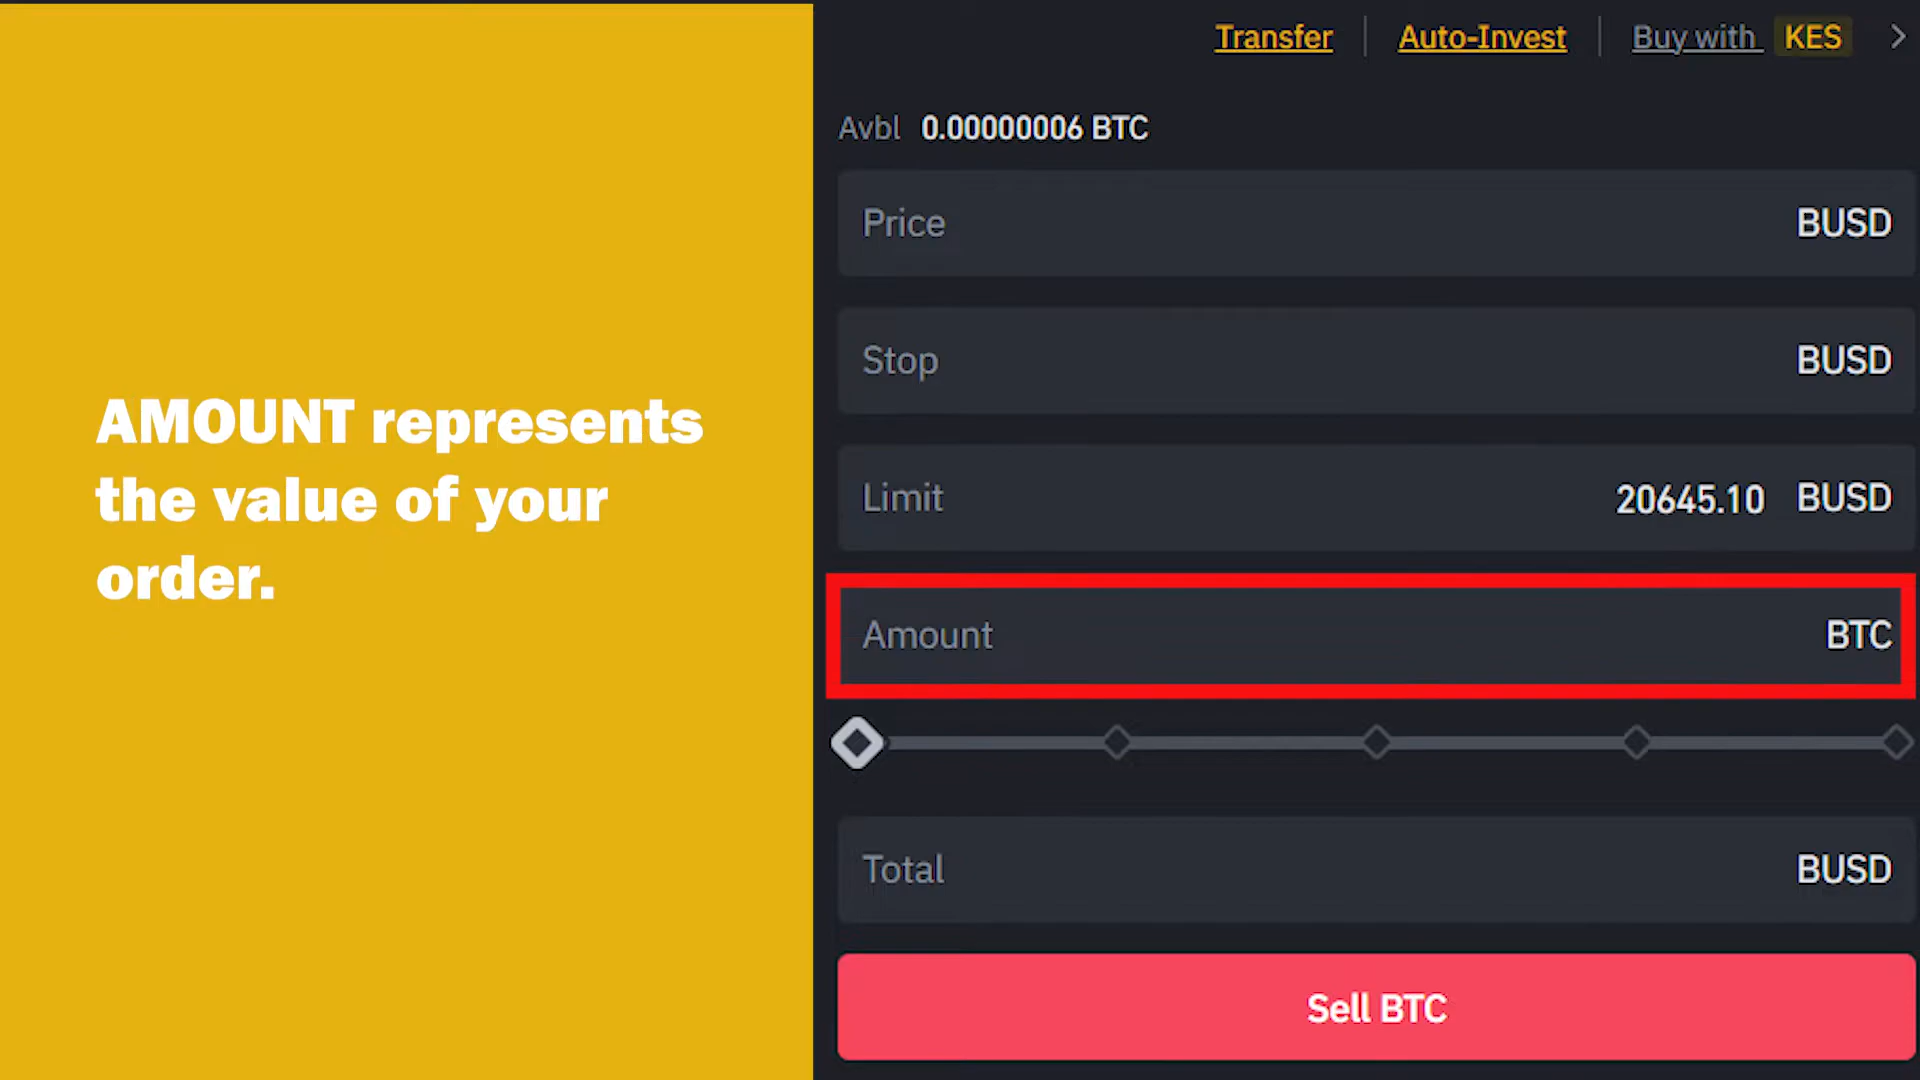 AMOUNT represents
the value of your
order.
Transfer Auto-Invest Buy with KES
Avbl 0.00000006 BTC
Price BUSD
Stop BUSD
Limit 20645.10 BUSD
Amount BTC
Total BUSD
Sell BTC